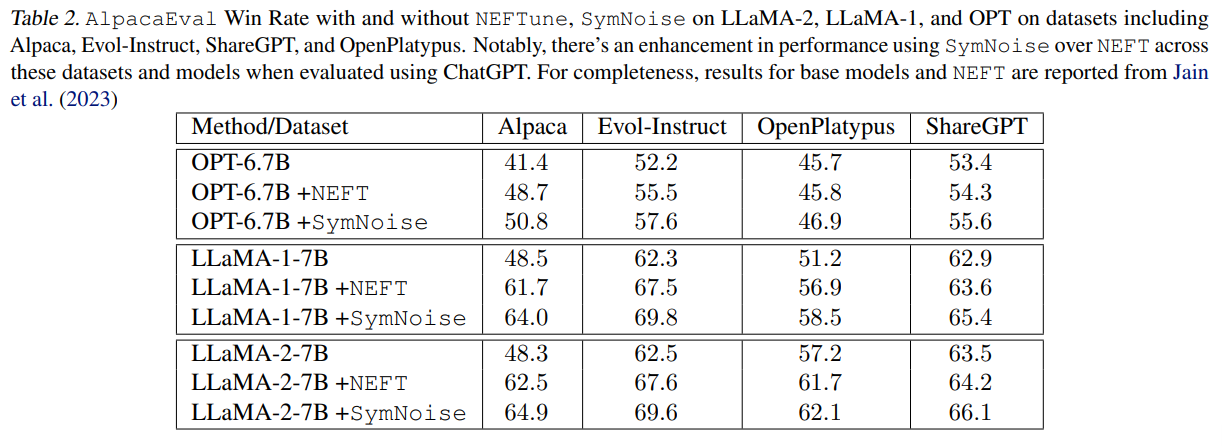 Table 2. AlpacaEval Win Rate with and without NEFTune, SymNoise on LLaMA-2, LLaMA-1, and OPT on datasets including
Alpaca, Evol-Instruct, ShareGPT, and OpenPlatypus. Notably, there's an enhancement in performance using SymNoise over NEFT across
these datasets and models when evaluated using ChatGPT. For completeness, results for base models and NEFT are reported from Jain
et al. (2023)
Method/Dataset Alpaca Evol-Instruct OpenPlatypus ShareGPT
OPT-6.7B 41.4 52.2 45.7 53.4
OPT-6.7B +NEFT 48.7 55.5 45.8 54.3
OPT-6.7B +SymNoise 50.8 57.6 46.9 55.6
LLaMA-1-7B 48.5 62.3 51.2 62.9
LLaMA-1-7B +NEFT 61.7 67.5 56.9 63.6
LLaMA-1-7B +SymNoise 64.0 69.8 58.5 65.4
LLaMA-2-7B 48.3 62.5 57.2 63.5
LLaMA-2-7B +NEFT 62.5 67.6 61.7 64.2
LLaMA-2-7B +SymNoise 64.9 69.6 62.1 66.1